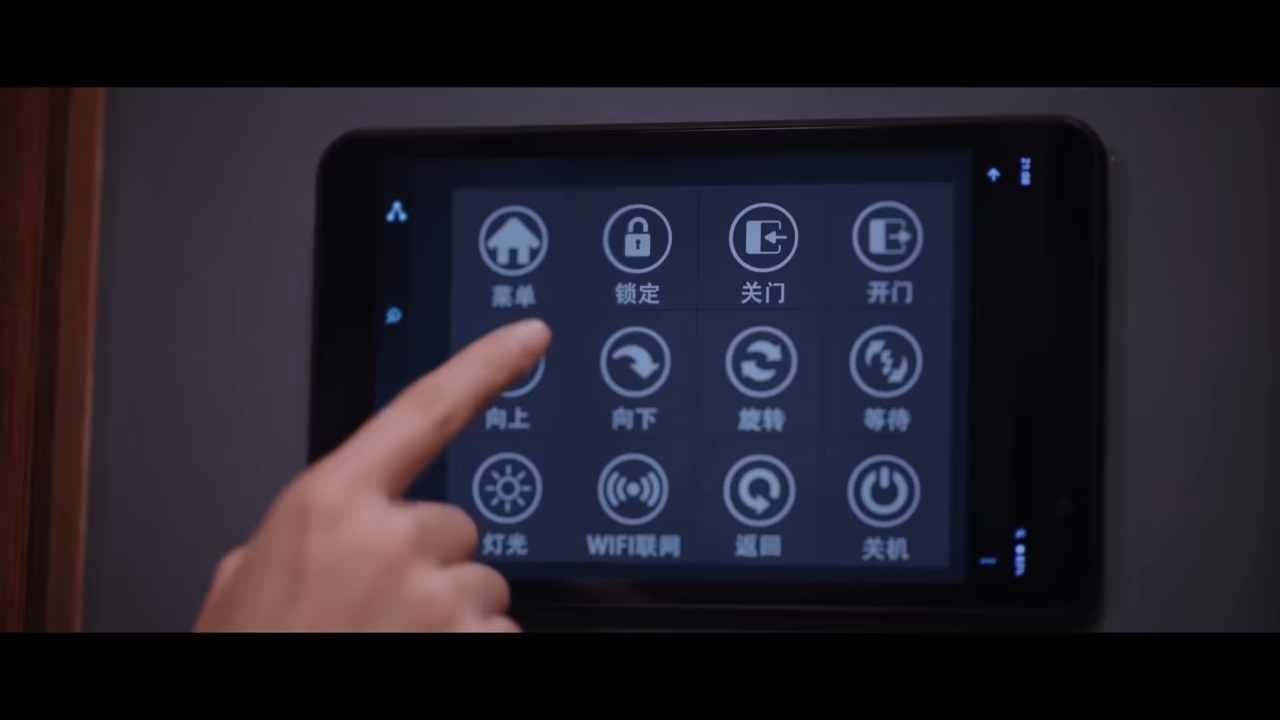 菜单 锁定 关门 开门
向上 向下 旋转 等待
灯光 WIFI联网 返回 关机